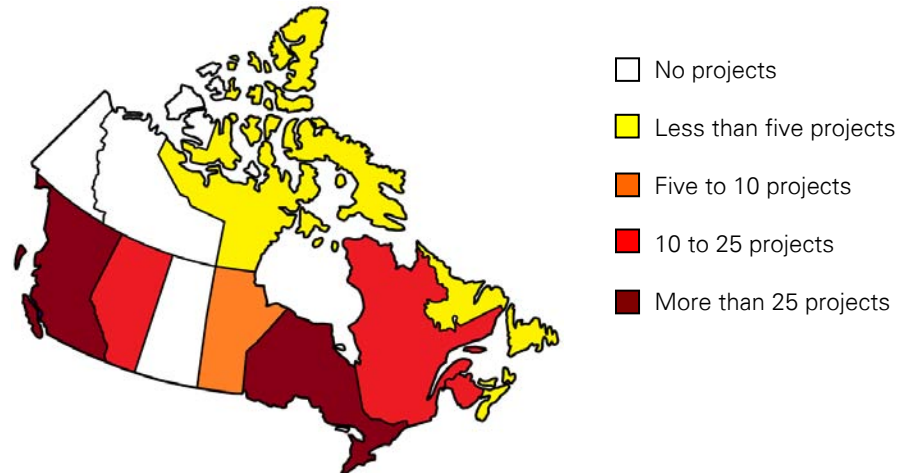 No projects
Less than five projects
Five to 10 projects
10 to 25 projects
More than 25 projects